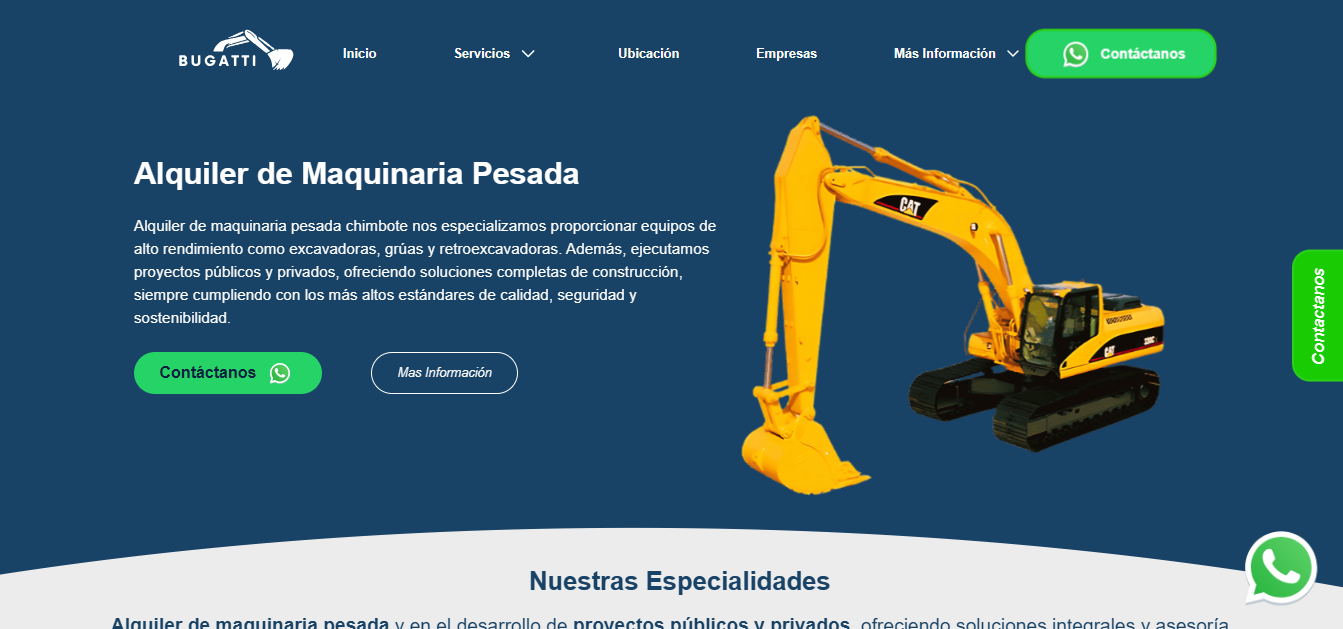 BUGATTI
Inicio
Servicios
Ubicación
Empresas
Más Información
Contáctanos
Alquiler de Maquinaria Pesada
Alquiler de maquinaria pesada chimbote nos especializamos proporcionar equipos de
alto rendimiento como excavadoras, grúas y retroexcavadoras. Además, ejecutamos
proyectos públicos y privados, ofreciendo soluciones completas de construcción,
siempre cumpliendo con los más altos estándares de calidad, seguridad y
sostenibilidad.
Contáctanos
Mas Información
CAT
CAT
Contactanos
Nuestras Especialidades
Alquiler de maquinaria pesada y en el desarrollo de proyectos públicos y privados, ofreciendo soluciones integrales y asesoría